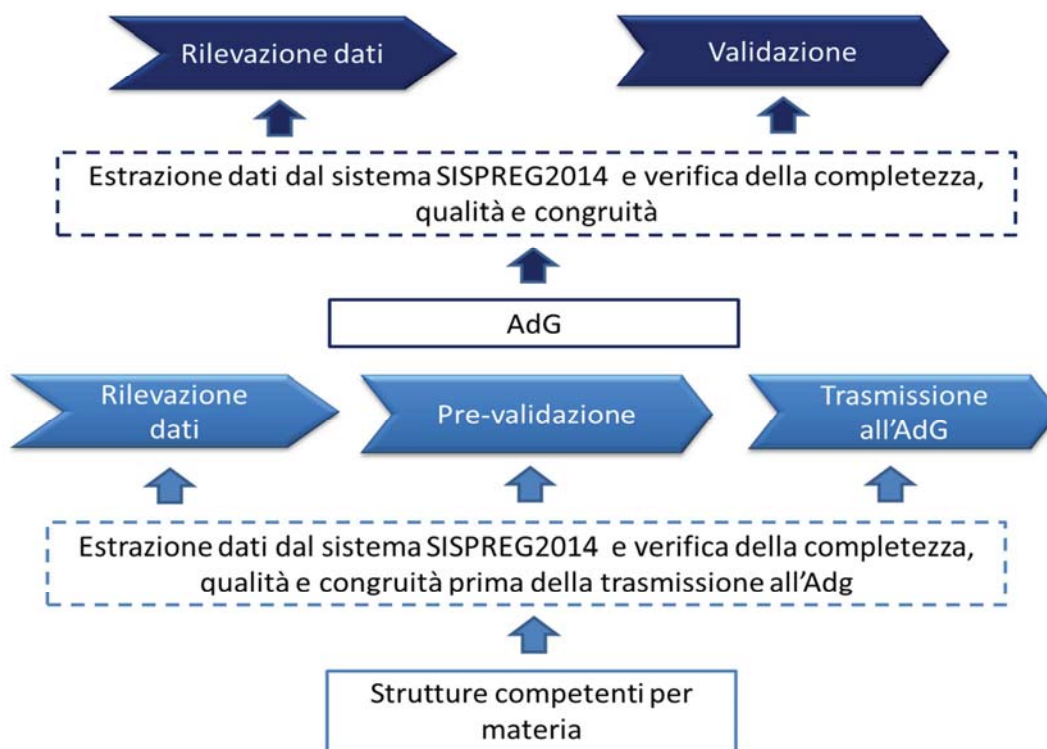 Rilevazione dati
Validazione
Estrazione dati dal sistema SISPREG2014 e verifica della completezza,
qualità e congruità
AdG
Rilevazione
dati
Pre-validazione
Trasmissione
all'AdG
Estrazione dati dal sistema SISPREG2014 e verifica della completezza,
qualità e congruità prima della trasmissione all'Adg
Strutture competenti per
materia